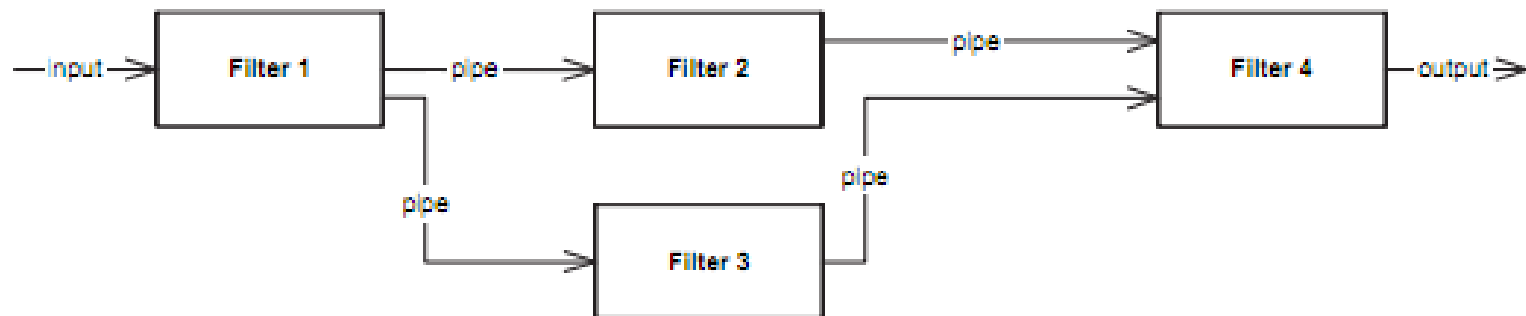 input
Filter 1
pipe
Filter 2
pipe
Filter 4
output
pipe
pipe
Filter 3